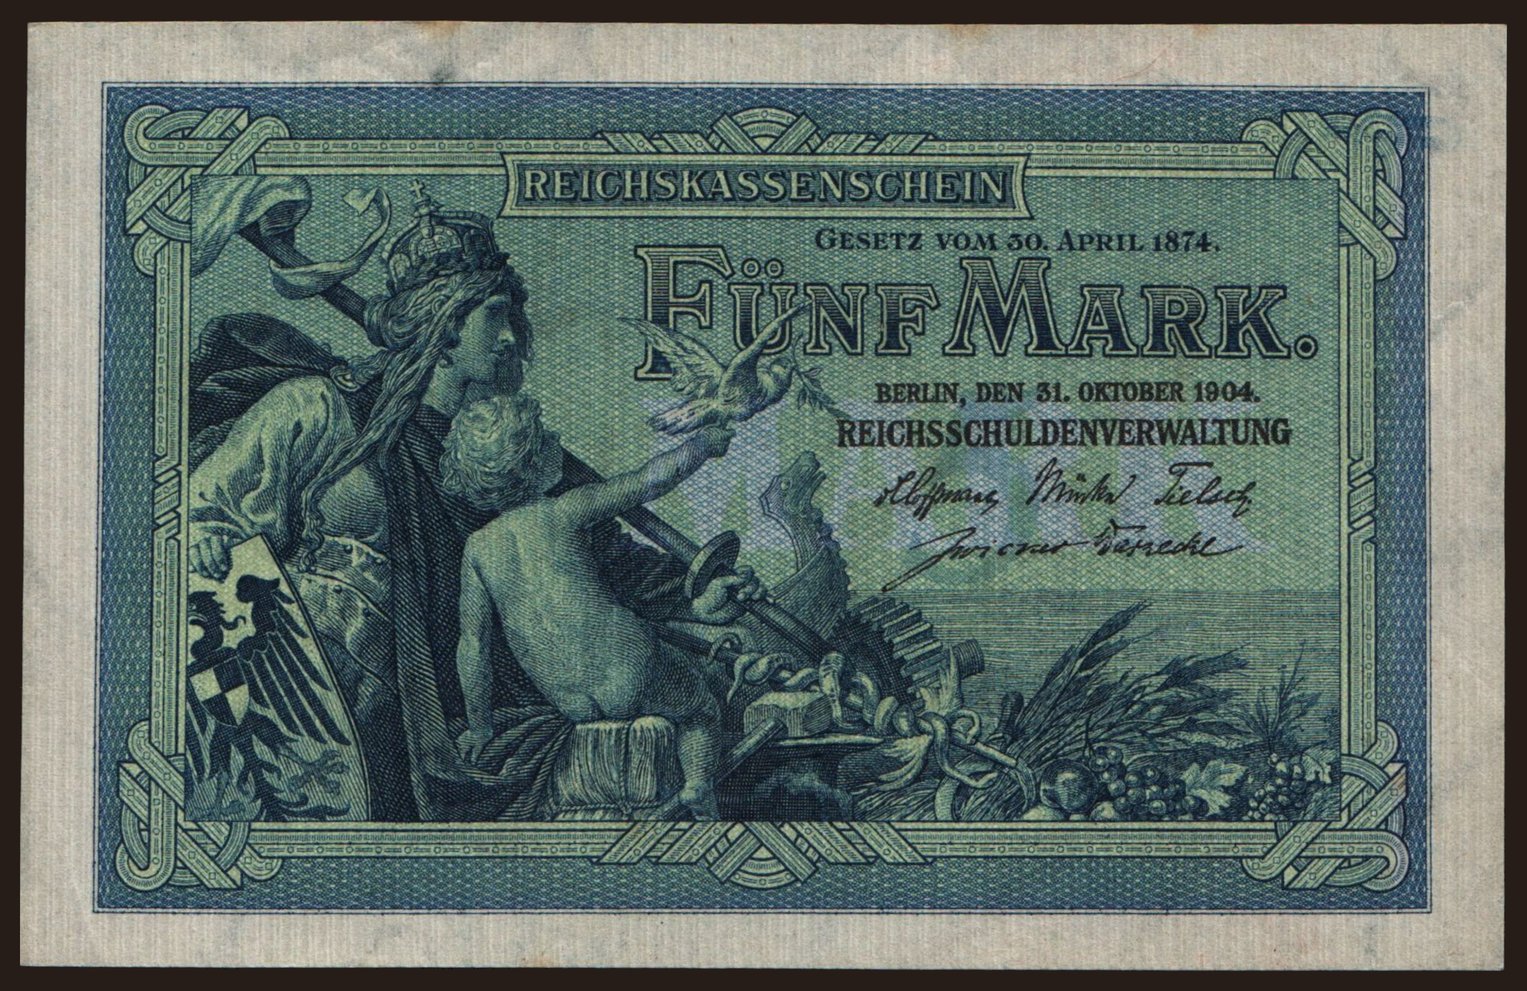 REICHSKASSENSCHEIN
GESETZ VOM 30. APRIL 1874.
FÜNF MARK.
BERLIN, DEN 31. OKTOBER 1904.
REICHSSCHULDENVERWALTUNG